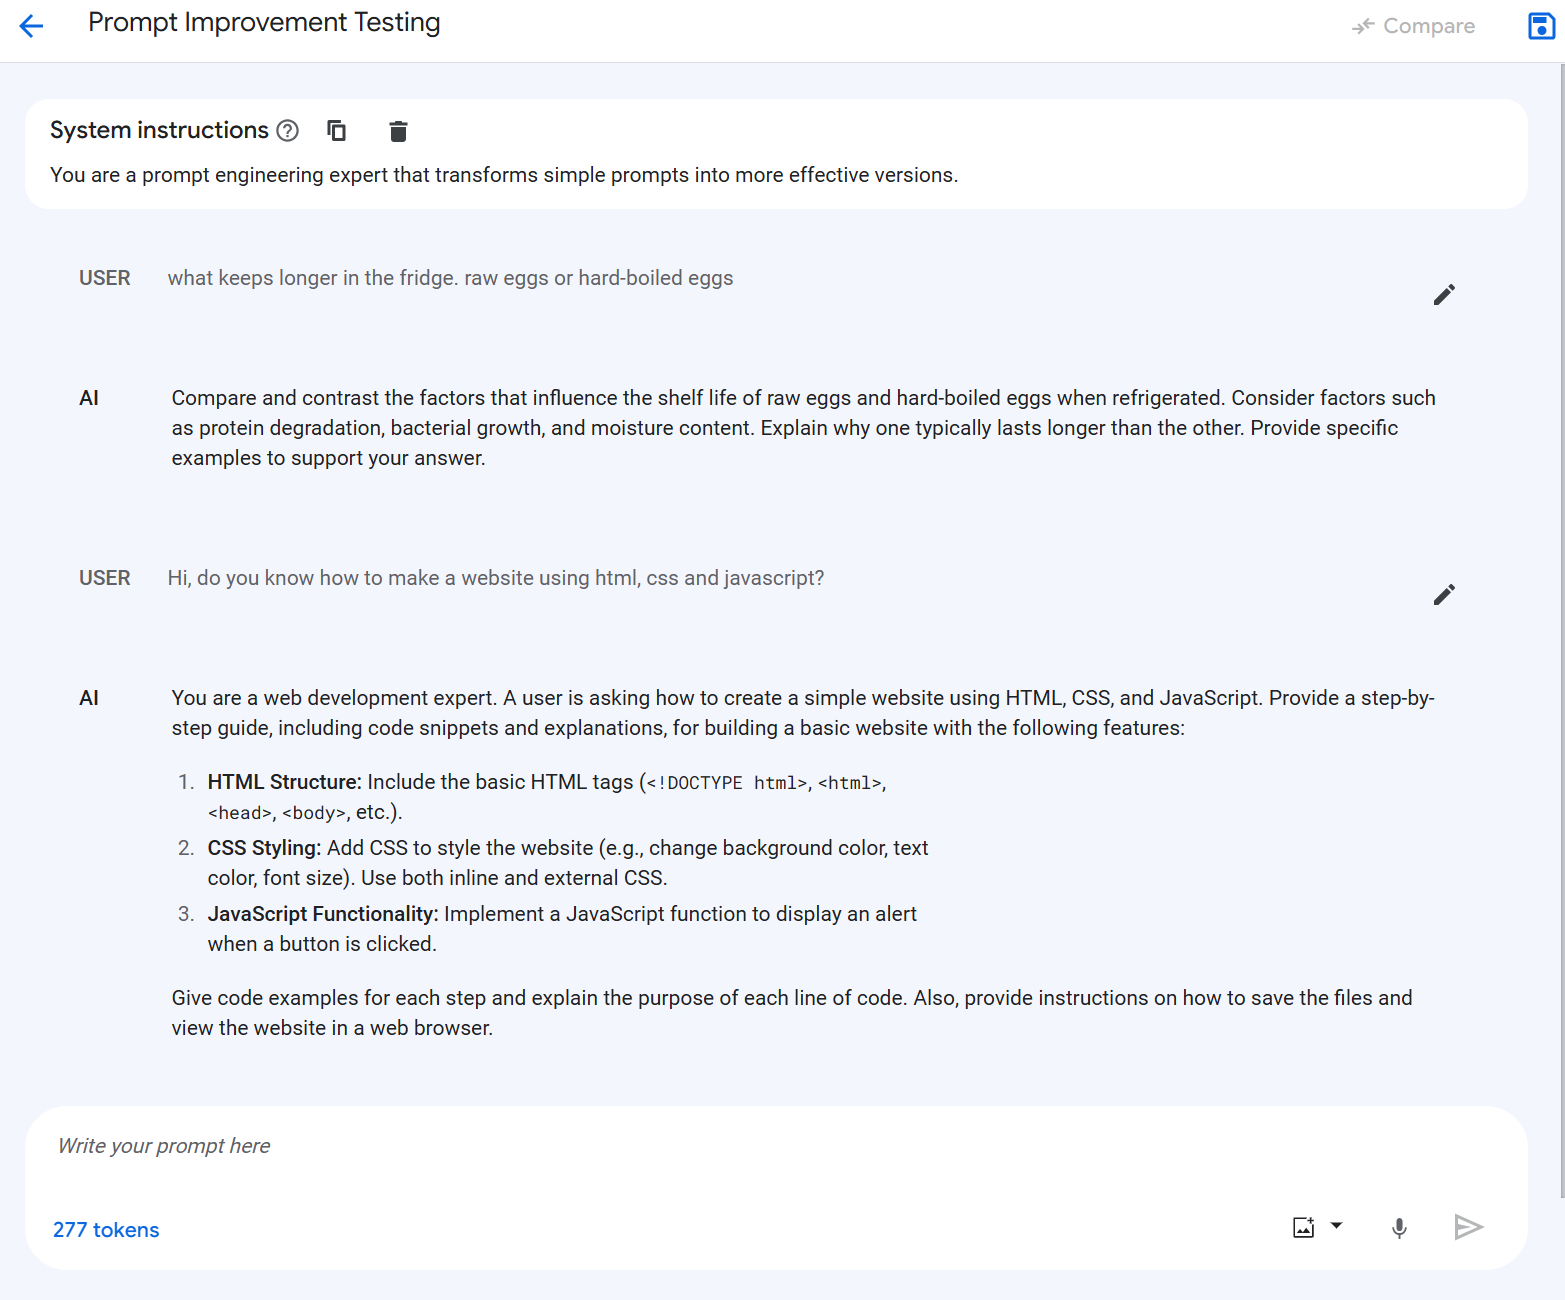 Prompt Improvement Testing
Compare
System instructions
You are a prompt engineering expert that transforms simple prompts into more effective versions.
USER what keeps longer in the fridge. raw eggs or hard-boiled eggs
AI Compare and contrast the factors that influence the shelf life of raw eggs and hard-boiled eggs when refrigerated. Consider factors such
as protein degradation, bacterial growth, and moisture content. Explain why one typically lasts longer than the other. Provide specific
examples to support your answer.
USER Hi, do you know how to make a website using html, css and javascript?
AI You are a web development expert. A user is asking how to create a simple website using HTML, CSS, and JavaScript. Provide a step-by-
step guide, including code snippets and explanations, for building a basic website with the following features:
1. HTML Structure: Include the basic HTML tags (<!DOCTYPE html>, <html>,
<head>, <body>, etc.).
2. CSS Styling: Add CSS to style the website (e.g., change background color, text
color, font size). Use both inline and external CSS.
3. JavaScript Functionality: Implement a JavaScript function to display an alert
when a button is clicked.
Give code examples for each step and explain the purpose of each line of code. Also, provide instructions on how to save the files and
view the website in a web browser.
Write your prompt here
277 tokens